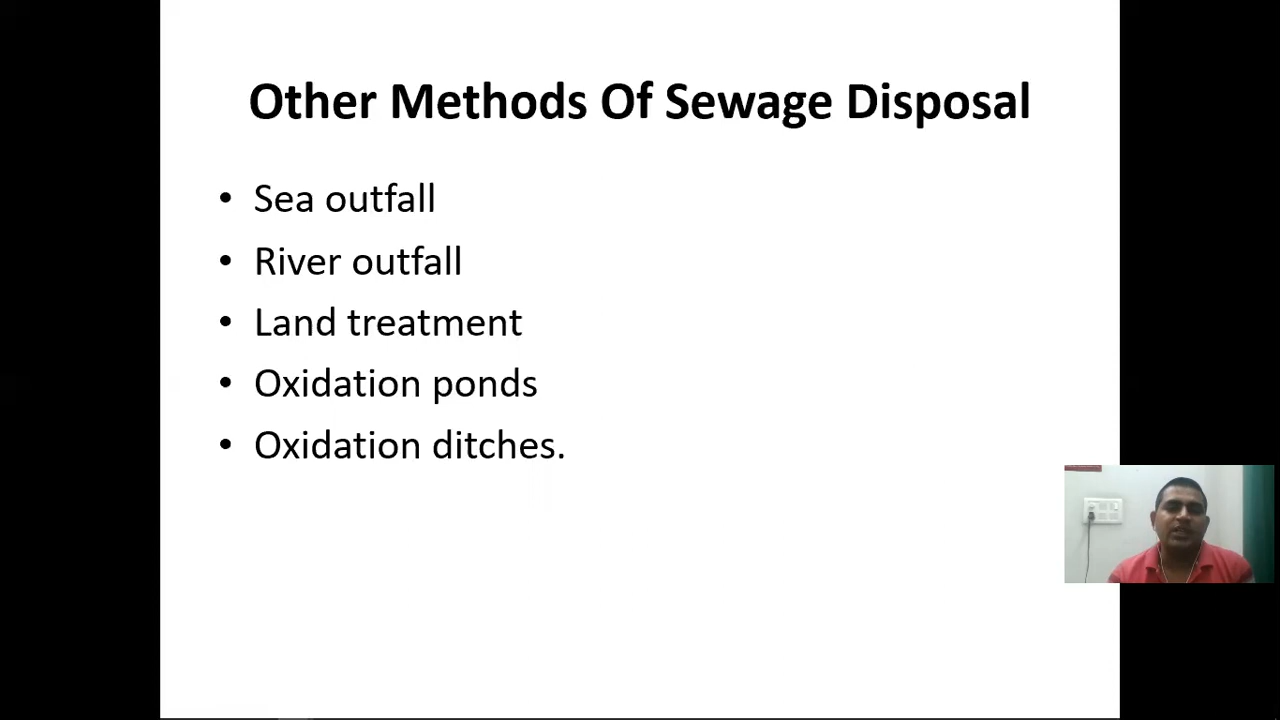 Other Methods Of Sewage Disposal
• Sea outfall
• River outfall
• Land treatment
• Oxidation ponds
• Oxidation ditches.